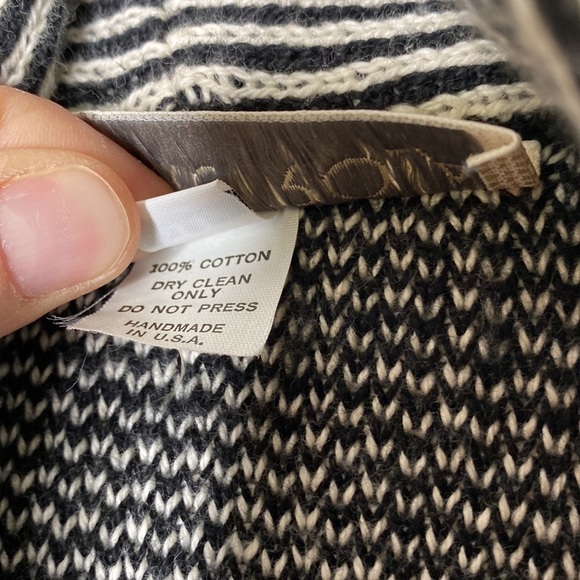 100% COTTON
DRY CLEAN
ONLY
DO NOT PRESS
HANDMADE
IN U.S.A.